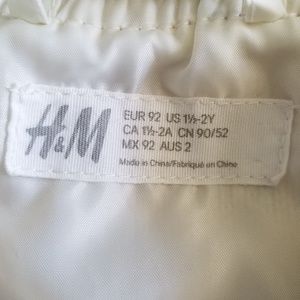 H&M
EUR 92 US 1½-2Y
CA 1½-2A CN 90/52
MX 92 AUS 2
Made in China/Fabriqué en Chine